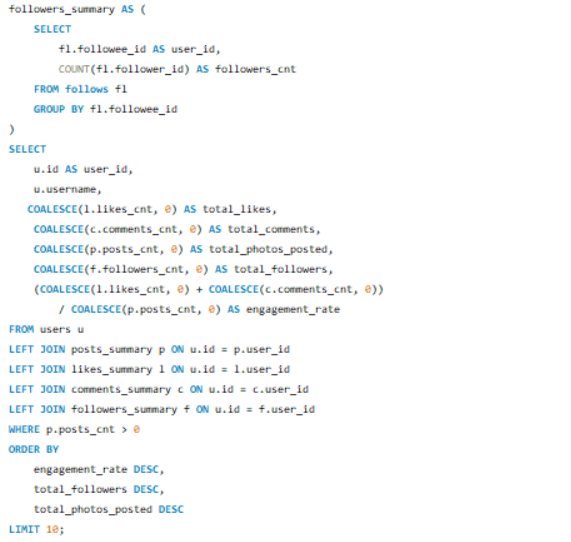 followers_summary AS (
    SELECT
        fl.followee_id AS user_id,
        COUNT(fl.follower_id) AS followers_cnt
    FROM follows fl
    GROUP BY fl.followee_id
)
SELECT
    u.id AS user_id,
    u.username,
   COALESCE(l.likes_cnt, 0) AS total_likes,
    COALESCE(c.comments_cnt, 0) AS total_comments,
    COALESCE(p.posts_cnt, 0) AS total_photos_posted,
    COALESCE(f.followers_cnt, 0) AS total_followers,
    (COALESCE(l.likes_cnt, 0) + COALESCE(c.comments_cnt, 0))
        / COALESCE(p.posts_cnt, 0) AS engagement_rate
FROM users u
LEFT JOIN posts_summary p ON u.id = p.user_id
LEFT JOIN likes_summary l ON u.id = l.user_id
LEFT JOIN comments_summary c ON u.id = c.user_id
LEFT JOIN followers_summary f ON u.id = f.user_id
WHERE p.posts_cnt > 0
ORDER BY
    engagement_rate DESC,
    total_followers DESC,
    total_photos_posted DESC
LIMIT 10;